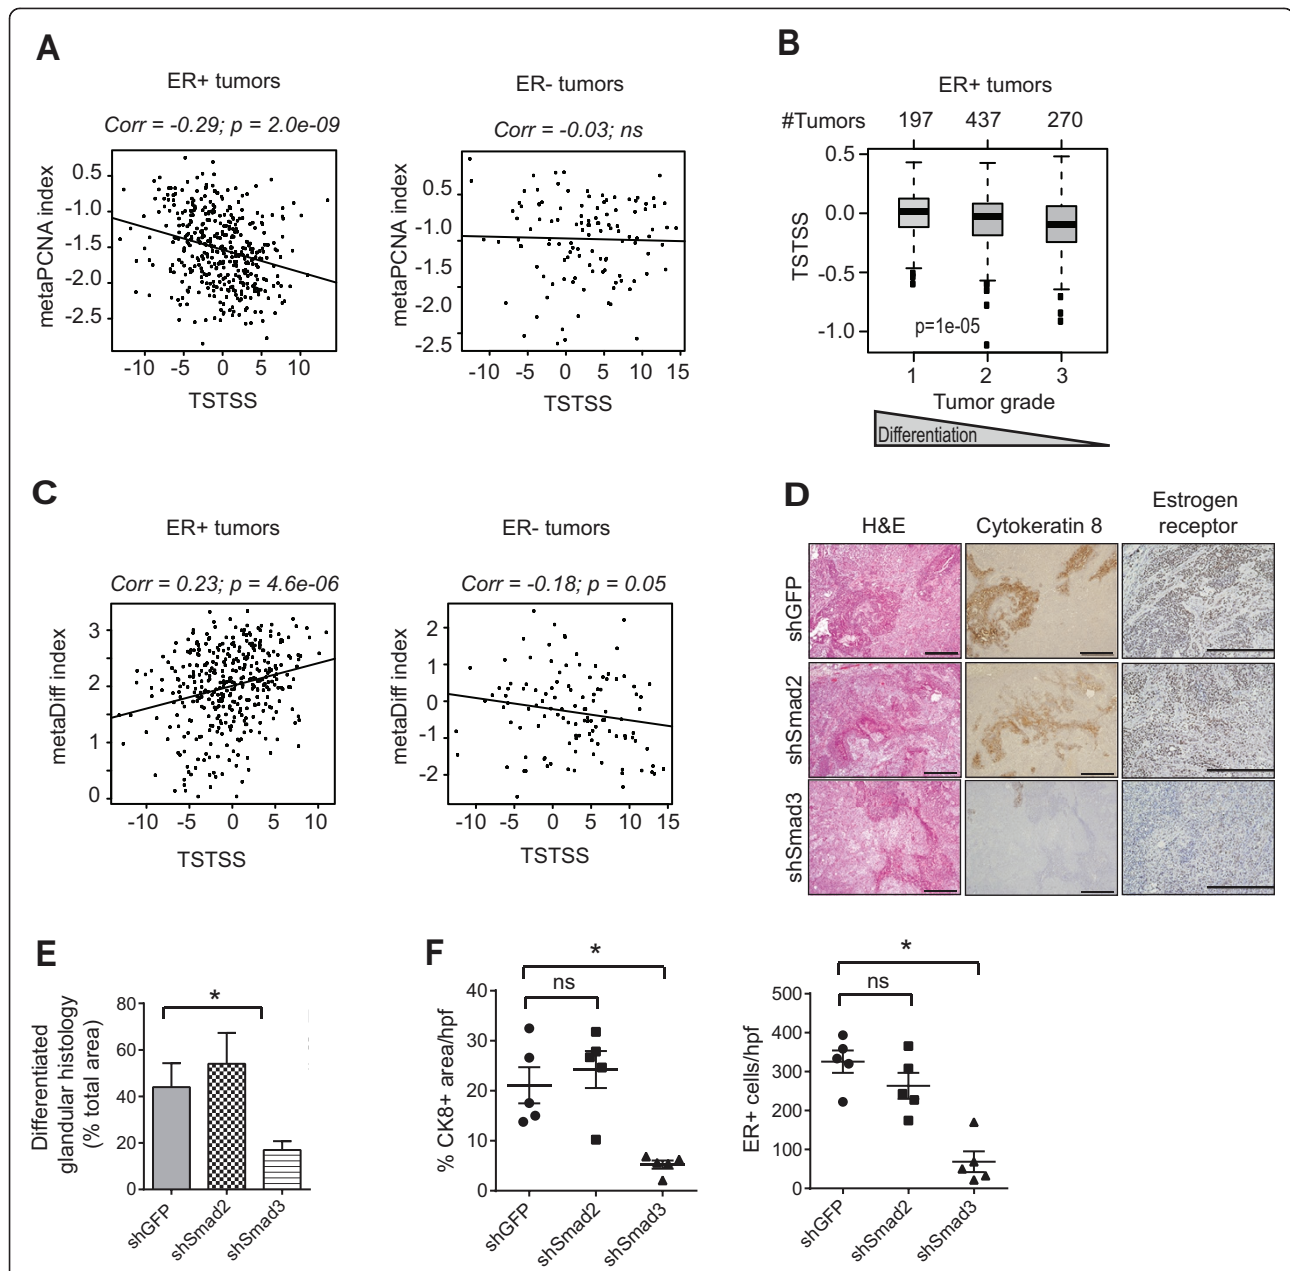 A
ER+ tumors
Corr = -0.29; p = 2.0e-09
metaPCNA index
0.5
-1.0
-1.5
-2.0
-2.5
-10 -5 0 5 10
TSTSS
ER- tumors
Corr = -0.03; ns
metaPCNA index
0.5
-1.0
-1.5
-2.0
-2.5
-10 -5 0 5 10 15
TSTSS
B
ER+ tumors
#Tumors 197 437 270
TSTSS
0.5
0.0
-0.5
-1.0
p=1e-05
1 2 3
Tumor grade
Differentiation
C
ER+ tumors
Corr = 0.23; p = 4.6e-06
metaDiff index
3
2
1
0
-10 -5 0 5 10
TSTSS
ER- tumors
Corr = -0.18; p = 0.05
metaDiff index
2
1
0
-1
-2
-10 -5 0 5 10 15
TSTSS
D
H&E
Cytokeratin 8
Estrogen
receptor
shGFP
shSmad2
shSmad3
E
Differentiated
glandular histology
(% total area)
80
60
40
20
0
*
shGFP
shSmad2
shSmad3
F
% CK8+ area/hpf
40
30
20
10
0
*
ns
shGFP
shSmad2
shSmad3
ER+ cells/hpf
500
400
300
200
100
0
*
ns
shGFP
shSmad2
shSmad3